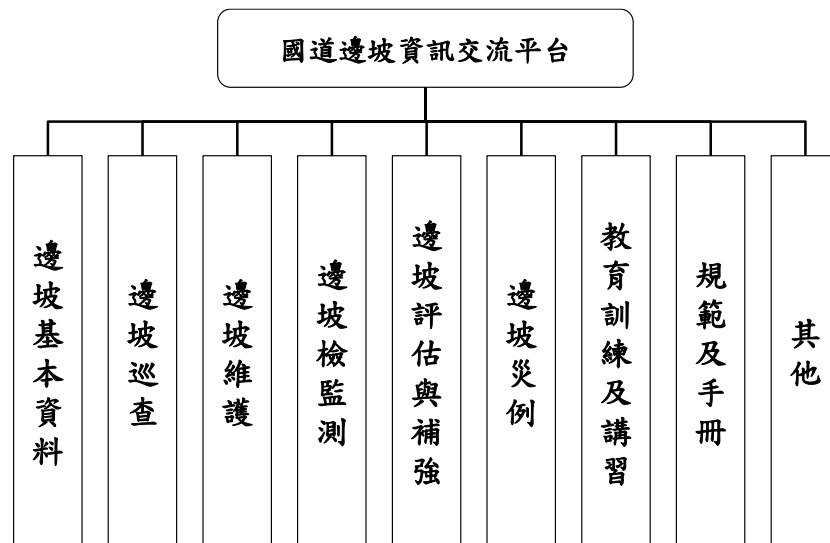 國道邊坡資訊交流平台
邊坡基本資料
邊坡巡查
邊坡維護
邊坡檢監測
邊坡評估與補強
邊坡災例
教育訓練及講習
規範及手冊
其他